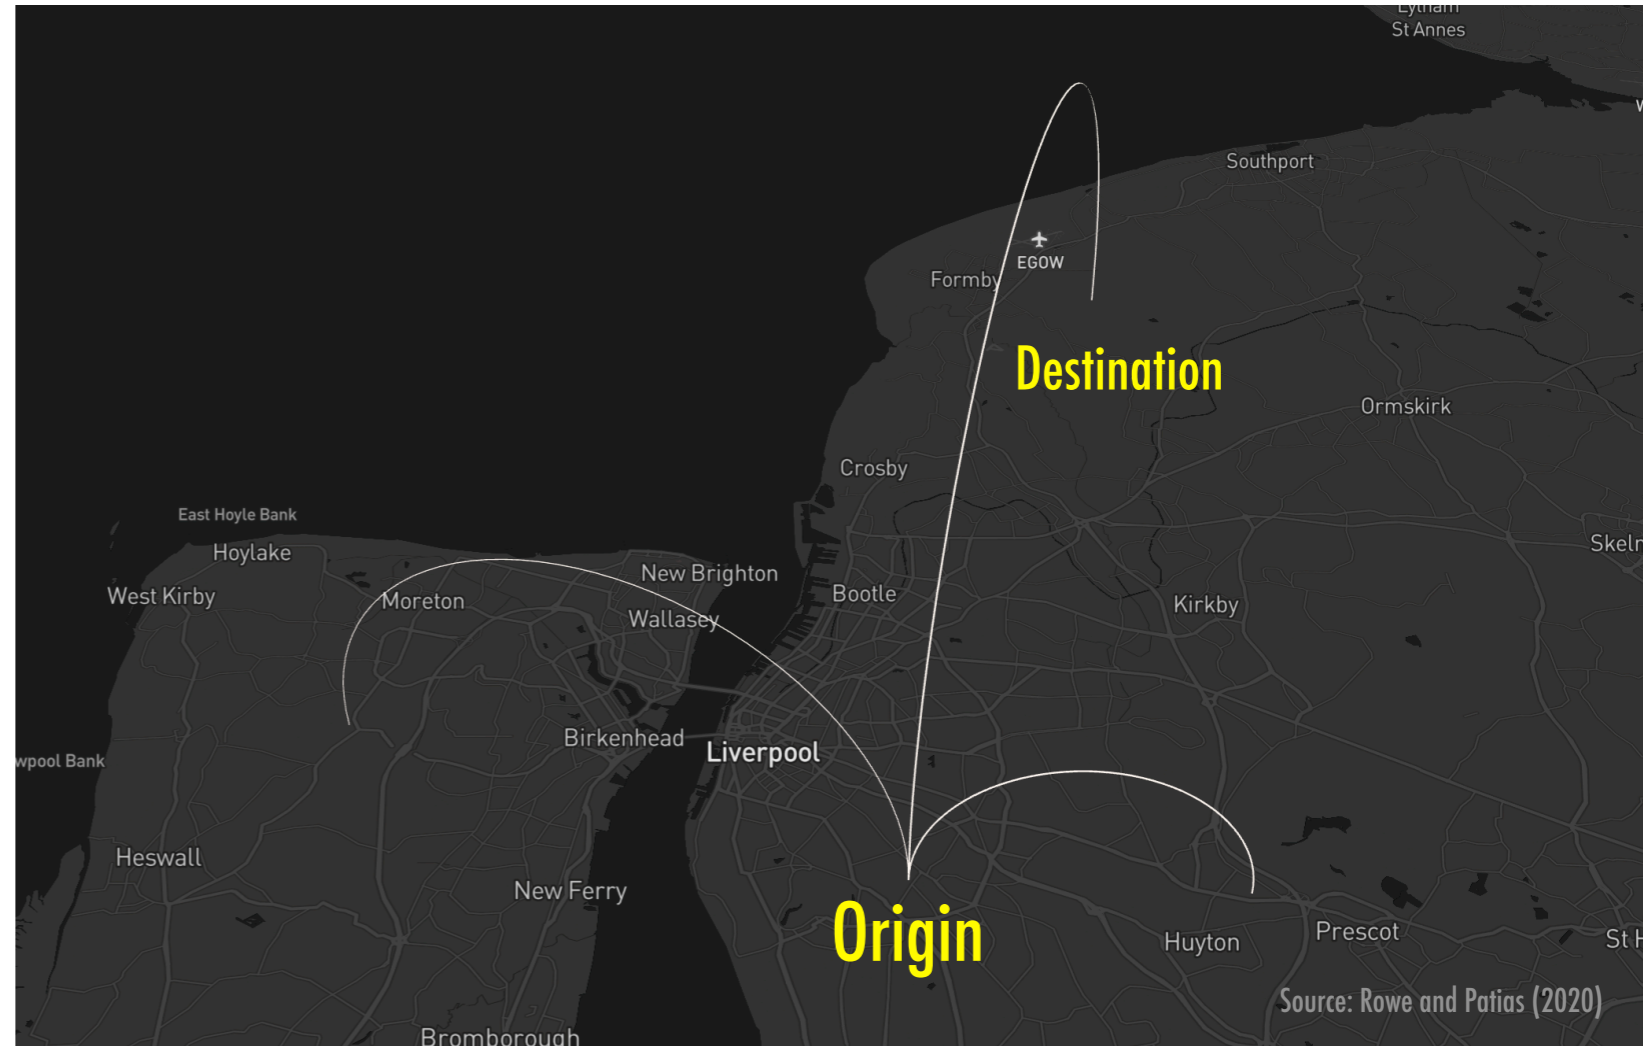 Lytham
St Annes
Southport
EGOW
Formby
Destination
Ormskirk
Crosby
East Hoyle Bank
Hoylake
New Brighton
West Kirby
Moreton
Bootle
Kirkby
Wallasey
Birkenhead
Liverpool
Heswall
New Ferry
Origin
Huyton
Prescot
Source: Rowe and Patias (2020)
Bromborough